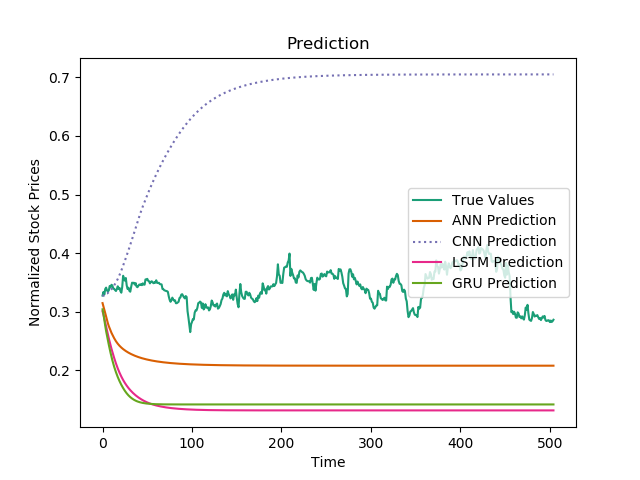 Prediction
Normalized Stock Prices
0.7
0.6
0.5
0.4
0.3
0.2
True Values
ANN Prediction
CNN Prediction
LSTM Prediction
GRU Prediction
0 100 200 300 400 500
Time